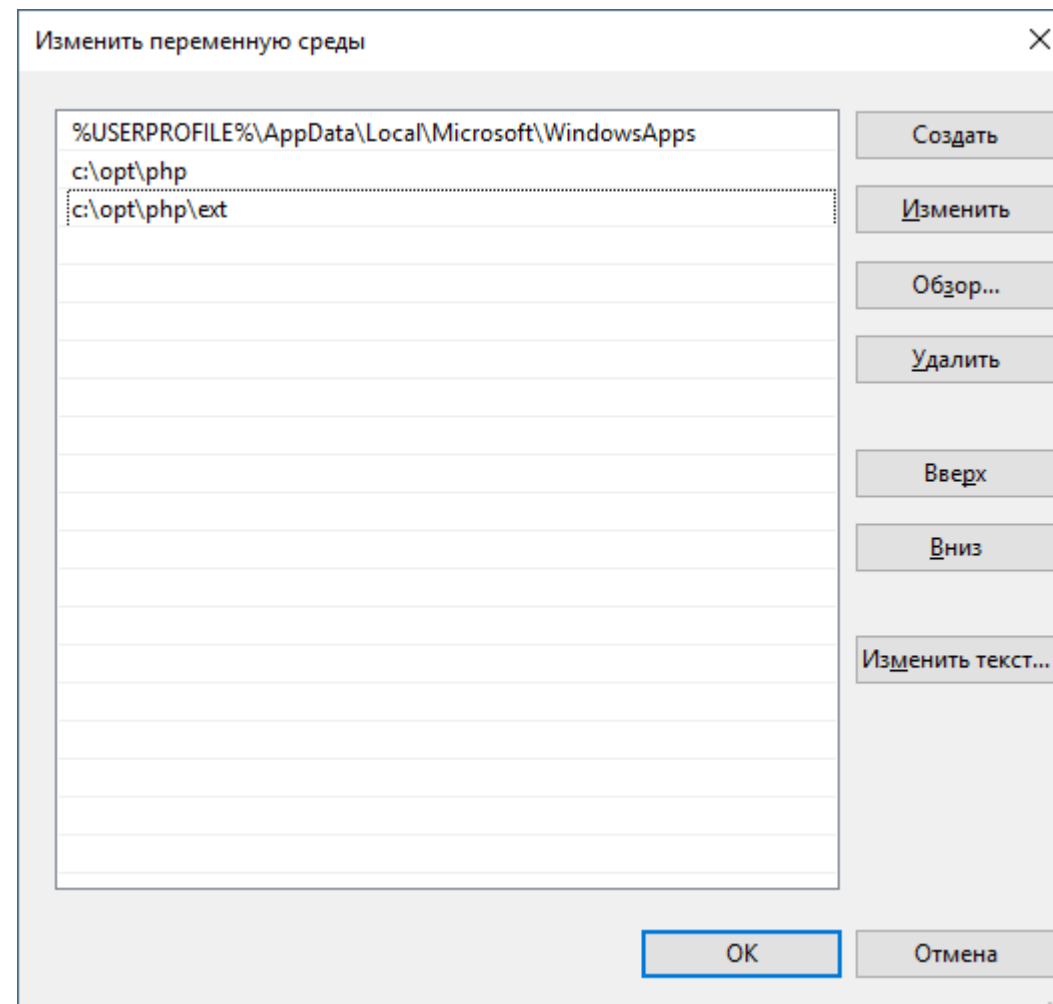 Изменить переменную среды
%USERPROFILE%\AppData\Local\Microsoft\WindowsApps
c:\opt\php
c:\opt\php\ext
Создать
Изменить
Обзор...
Удалить
Вверх
Вниз
Изменить текст...
ОК
Отмена